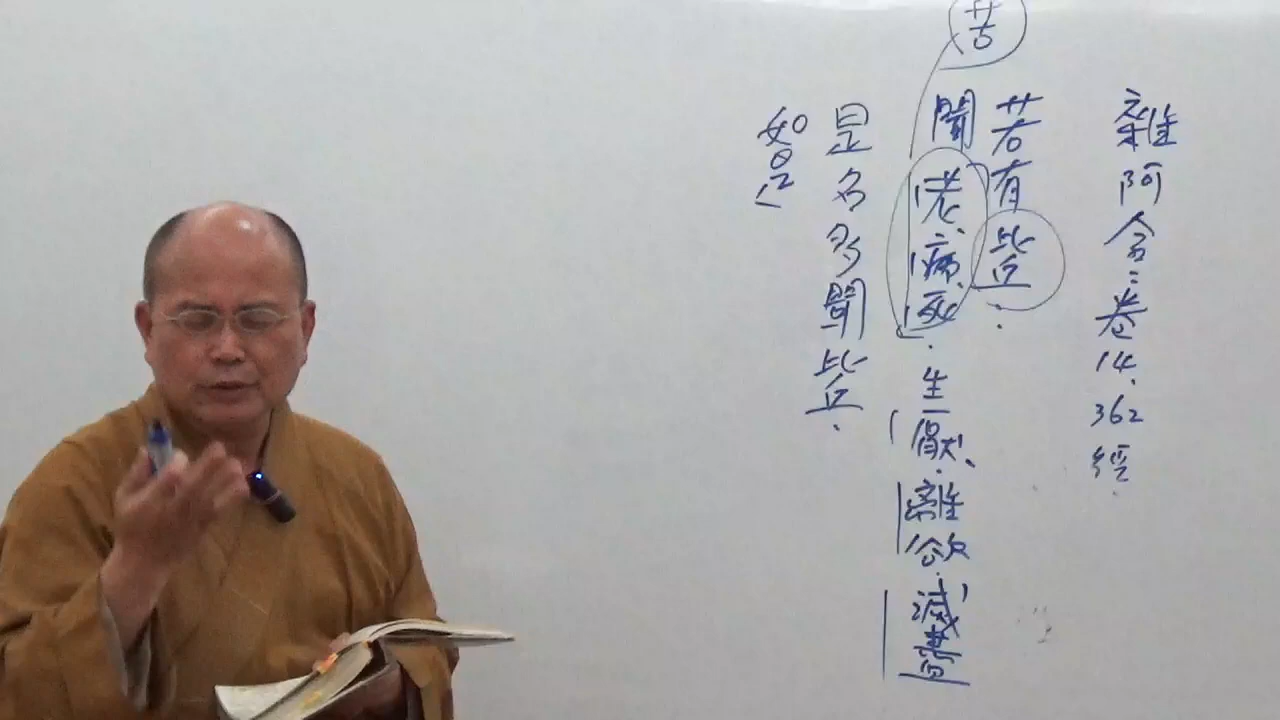 雜阿含:卷14.362經.
苦
若有比丘.
聞老、病、死.生厭、離欲、滅盡
是名多聞比丘.
如是